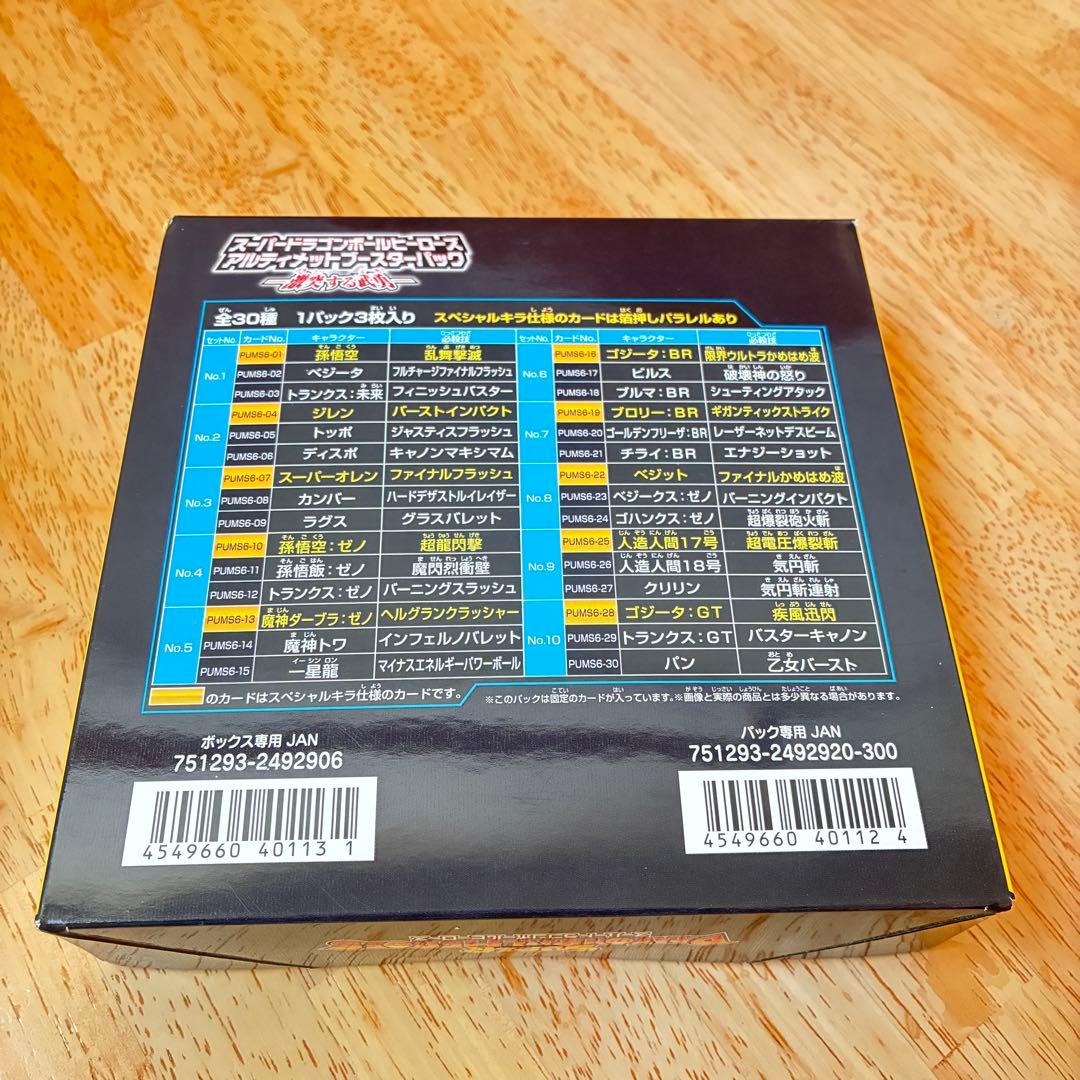 スーパードラゴンボールヒーローズ
アルティメットブースターパック
激突する武勇
全30種 1パック3枚入り スペシャルキラ仕様のカードは箔押しパラレルあり
セットNo. カードNo. キャラクター 必殺技
No.1
PUMS6-01 孫悟空 乱舞撃滅
PUMS6-02 ベジータ フルチャージファイナルフラッシュ
PUMS6-03 トランクス:未来 フィニッシュバスター
No.2
PUMS6-04 ジレン バーストインパクト
PUMS6-05 トッポ ジャスティスフラッシュ
PUMS6-06 ディスポ キャノンマキシマム
No.3
PUMS6-07 スーパーオレン ファイナルフラッシュ
PUMS6-08 カンバー ハードデザストルイレイザー
PUMS6-09 ラグス グラスバレット
No.4
PUMS6-10 孫悟空:ゼノ 超龍閃撃
PUMS6-11 孫悟飯:ゼノ 魔閃烈衝壁
PUMS6-12 トランクス:ゼノ バーニングスラッシュ
No.5
PUMS6-13 魔神ダーブラ:ゼノ ヘルグランクラッシャー
PUMS6-14 魔神トワ インフェルノバレット
PUMS6-15 一星龍 マイナスエネルギーパワーボール
セットNo. カードNo. キャラクター 必殺技
No.6
PUMS6-16 ゴジータ:BR 限界ウルトラかめはめ波
PUMS6-17 ビルス 破壊神の怒り
PUMS6-18 ブルマ:BR シューティングアタック
No.7
PUMS6-19 ブロリー:BR ギガンティックストライク
PUMS6-20 ゴールデンフリーザ:BR レーザーネットデスビーム
PUMS6-21 チライ:BR エナジーショット
No.8
PUMS6-22 ベジット ファイナルかめはめ波
PUMS6-23 ベジークス:ゼノ バーニングインパクト
PUMS6-24 ゴハンクス:ゼノ 超爆裂砲火斬
No.9
PUMS6-25 人造人間17号 超電圧爆裂斬
PUMS6-26 人造人間18号 気円斬
PUMS6-27 クリリン 気円斬連射
No.10
PUMS6-28 ゴジータ:GT 疾風迅閃
PUMS6-29 トランクス:GT バスターキャノン
PUMS6-30 パン 乙女バースト
のカードはスペシャルキラ仕様のカードです。
※このパックは固定のカードが入っています。※画像と実際の商品とは多少異なる場合があります。
ボックス専用 JAN
751293-2492906
4549660 40113 1
パック専用 JAN
751293-2492920-300
4549660 40112 4